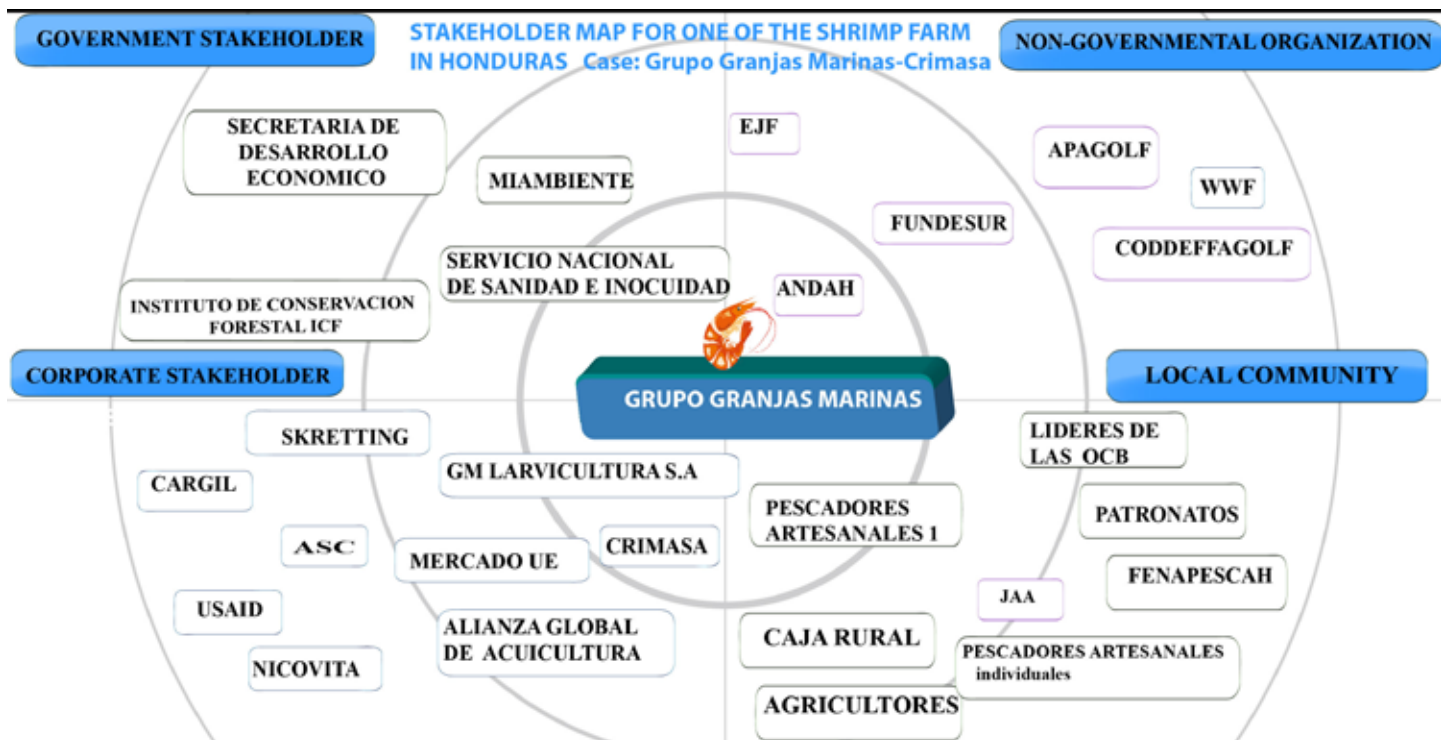 GOVERNMENT STAKEHOLDER
STAKEHOLDER MAP FOR ONE OF THE SHRIMP FARM
IN HONDURAS Case: Grupo Granjas Marinas-Crimasa
NON-GOVERNMENTAL ORGANIZATION
SECRETARIA DE
DESARROLLO
ECONOMICO
MIAMBIENTE
SERVICIO NACIONAL
DE SANIDAD E INOCUIDAD
INSTITUTO DE CONSERVACION
FORESTAL ICF
EJF
APAGOLF
WWF
FUNDESUR
CODDEFFAGOLF
ANDAH
GRUPO GRANJAS MARINAS
CORPORATE STAKEHOLDER
SKRETTING
GM LARVICULTURA S.A
CARGIL
ASC
MERCADO UE
CRIMASA
USAID
ALIANZA GLOBAL
DE ACUICULTURA
NICOVITA
LOCAL COMMUNITY
LIDERES DE
LAS OCB
PESCADORES
ARTESANALES 1
PATRONATOS
FENAPESCAH
JAA
CAJA RURAL
PESCADORES ARTESANALES
individuales
AGRICULTORES